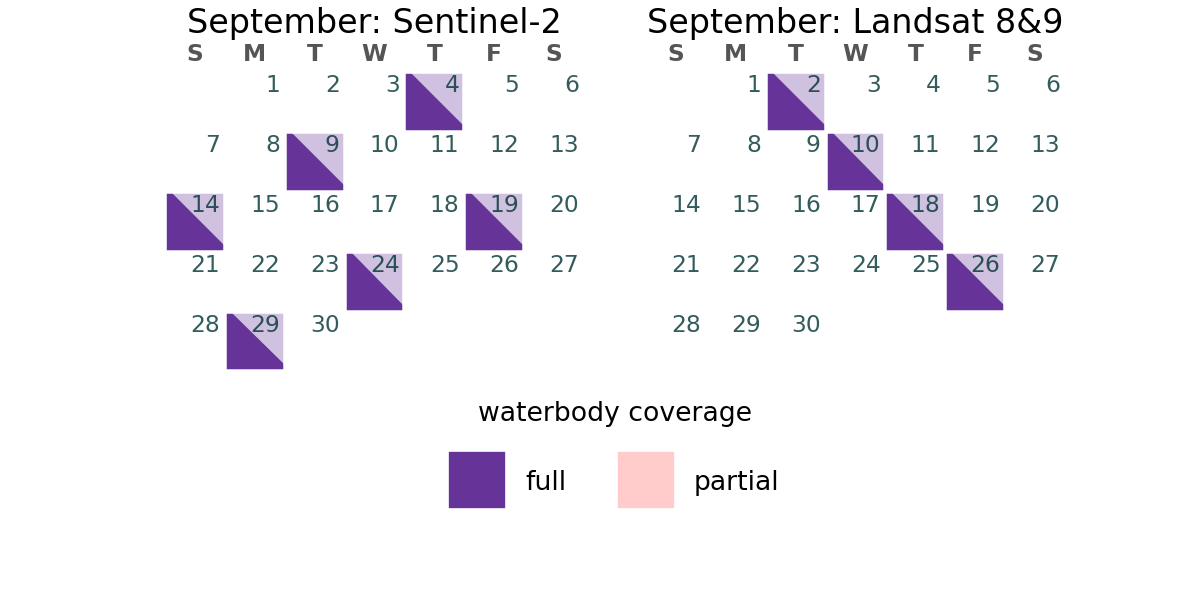 September: Sentinel-2
S M T W T F S
1 2 3 4 5 6
7 8 9 10 11 12 13
14 15 16 17 18 19 20
21 22 23 24 25 26 27
28 29 30
September: Landsat 8&9
S M T W T F S
1 2 3 4 5 6
7 8 9 10 11 12 13
14 15 16 17 18 19 20
21 22 23 24 25 26 27
28 29 30
waterbody coverage
full partial